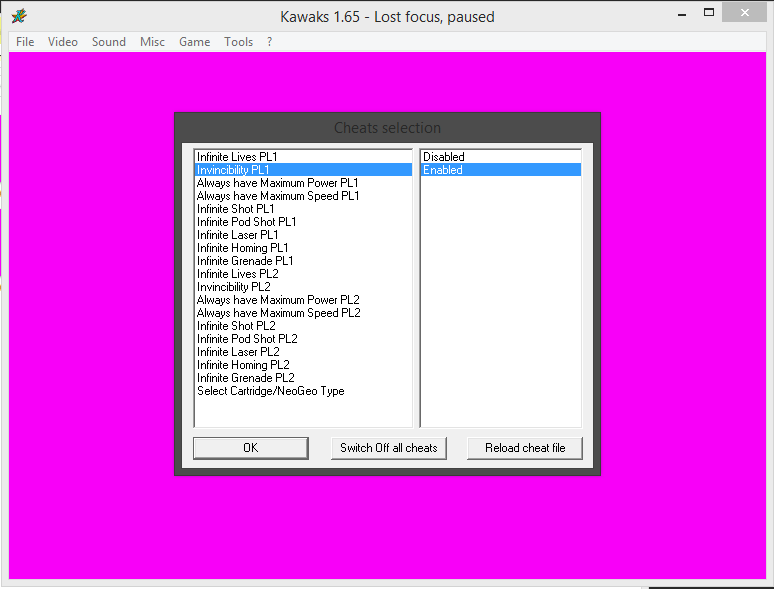 Kawaks 1.65 - Lost focus, paused
File Video Sound Misc Game Tools ?
Cheats selection
Infinite Lives PL1
Invincibility PL1
Always have Maximum Power PL1
Always have Maximum Speed PL1
Infinite Shot PL1
Infinite Pod Shot PL1
Infinite Laser PL1
Infinite Homing PL1
Infinite Grenade PL1
Infinite Lives PL2
Invincibility PL2
Always have Maximum Power PL2
Always have Maximum Speed PL2
Infinite Shot PL2
Infinite Pod Shot PL2
Infinite Laser PL2
Infinite Homing PL2
Infinite Grenade PL2
Select Cartridge/NeoGeo Type
Disabled
Enabled
OK
Switch Off all cheats
Reload cheat file